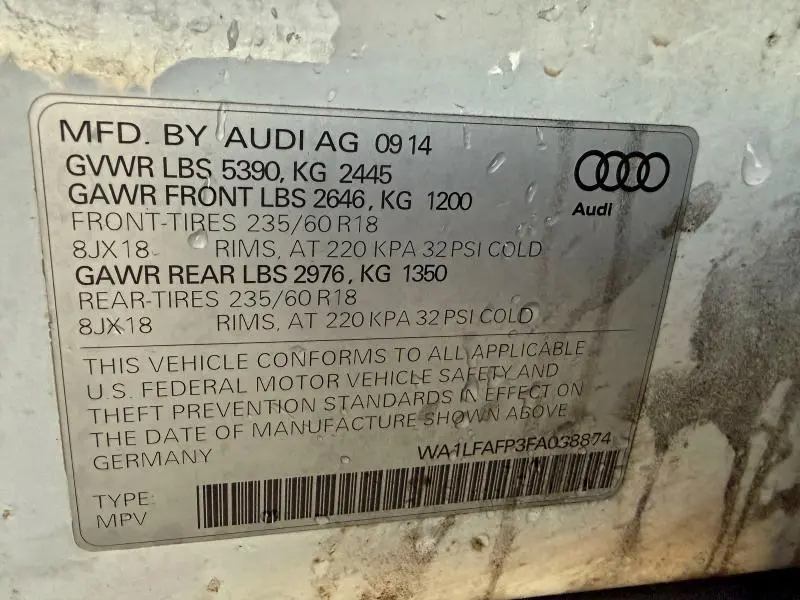 MFD. BY AUDI AG 0914
GVWR LBS 5390, KG 2445
GAWR FRONT LBS 2646, KG 1200
FRONT-TIRES 235/60 R18
8JX18 RIMS, AT 220 KPA 32 PSI COLD
GAWR REAR LBS 2976, KG 1350
REAR-TIRES 235/60 R18
8JX18 RIMS, AT 220 KPA 32 PSI COLD
Audi
THIS VEHICLE CONFORMS TO ALL APPLICABLE
U.S. FEDERAL MOTOR VEHICLE SAFETY AND
THEFT PREVENTION STANDARDS IN EFFECT ON
THE DATE OF MANUFACTURE SHOWN ABOVE
GERMANY WA1LFAFP3FA038874
TYPE:
MPV